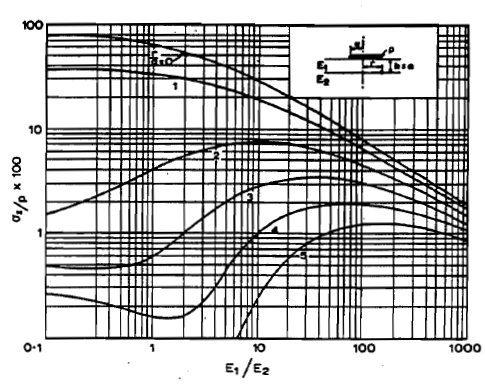 100
10
1
0·1
0·1
1
10
100
1000
σz/p × 100
E1/E2
r/a = 0
1
2
3
4
5
a
p
E1
r
h = a
E2